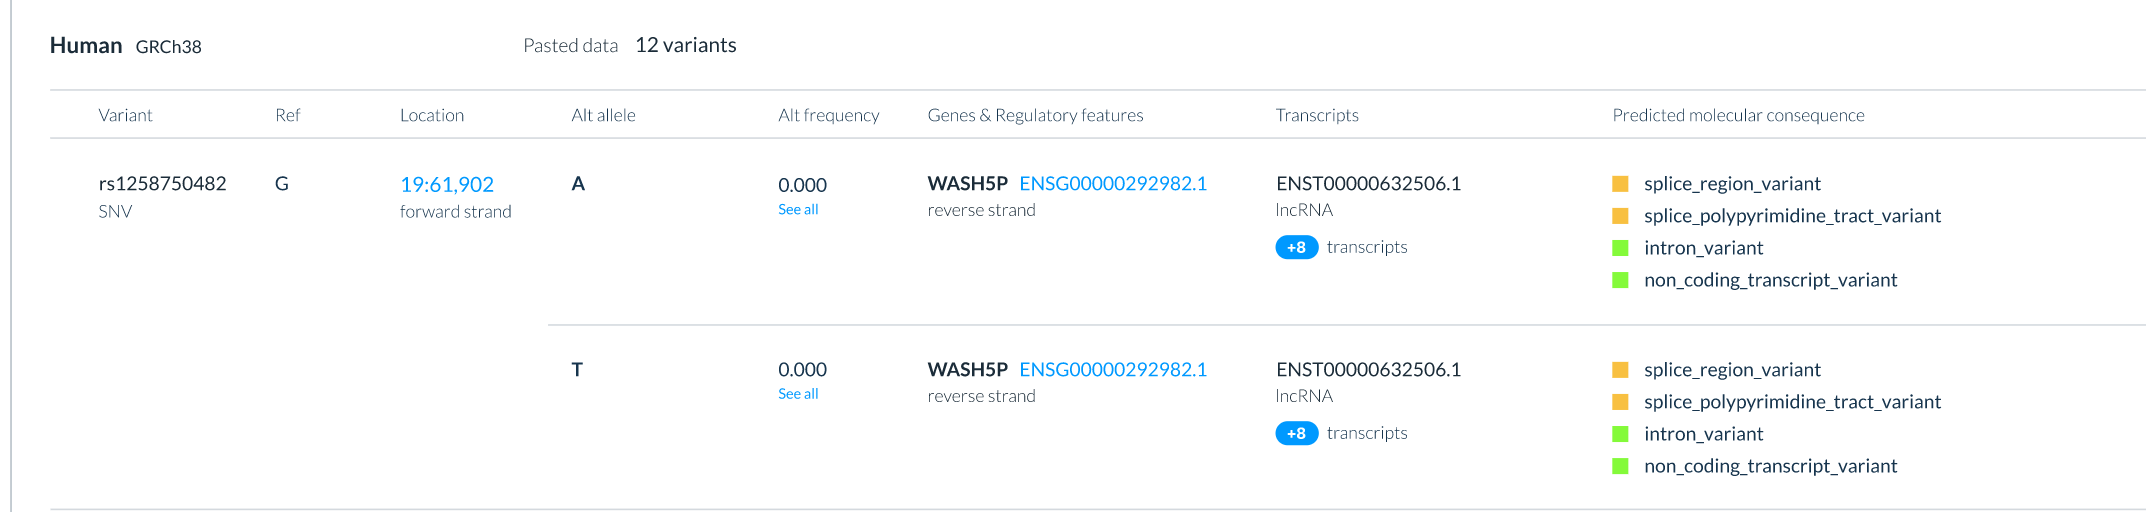 Human GRCh38 Pasted data 12 variants
Variant Ref Location Alt allele Alt frequency Genes & Regulatory features Transcripts Predicted molecular consequence
rs1258750482 G 19:61,902 A 0.000 WASH5P ENSG00000292982.1 ENST00000632506.1 splice_region_variant
SNV forward strand See all reverse strand lncRNA splice_polypyrimidine_tract_variant
+8 transcripts intron_variant
non_coding_transcript_variant
T 0.000 WASH5P ENSG00000292982.1 ENST00000632506.1 splice_region_variant
See all reverse strand lncRNA splice_polypyrimidine_tract_variant
+8 transcripts intron_variant
non_coding_transcript_variant